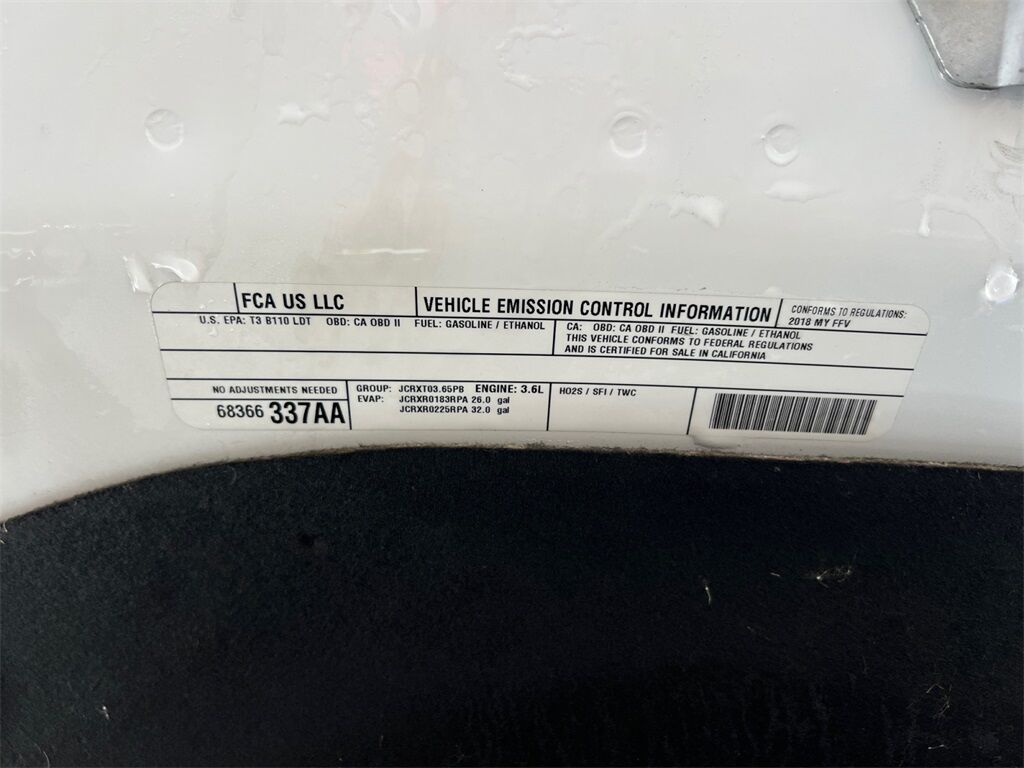 FCA US LLC
VEHICLE EMISSION CONTROL INFORMATION
CONFORMS TO REGULATIONS:
2018 MY FFV
U.S. EPA: T3 B110 LDT OBD: CA OBD II FUEL: GASOLINE / ETHANOL
CA: OBD: CA OBD II FUEL: GASOLINE / ETHANOL
THIS VEHICLE CONFORMS TO FEDERAL REGULATIONS
AND IS CERTIFIED FOR SALE IN CALIFORNIA
NO ADJUSTMENTS NEEDED
68366 337AA
GROUP: JCRXT03.65PB ENGINE: 3.6L
EVAP: JCRXR0183RPA 26.0 gal
JCRXR0225RPA 32.0 gal
HO2S / SFI / TWC